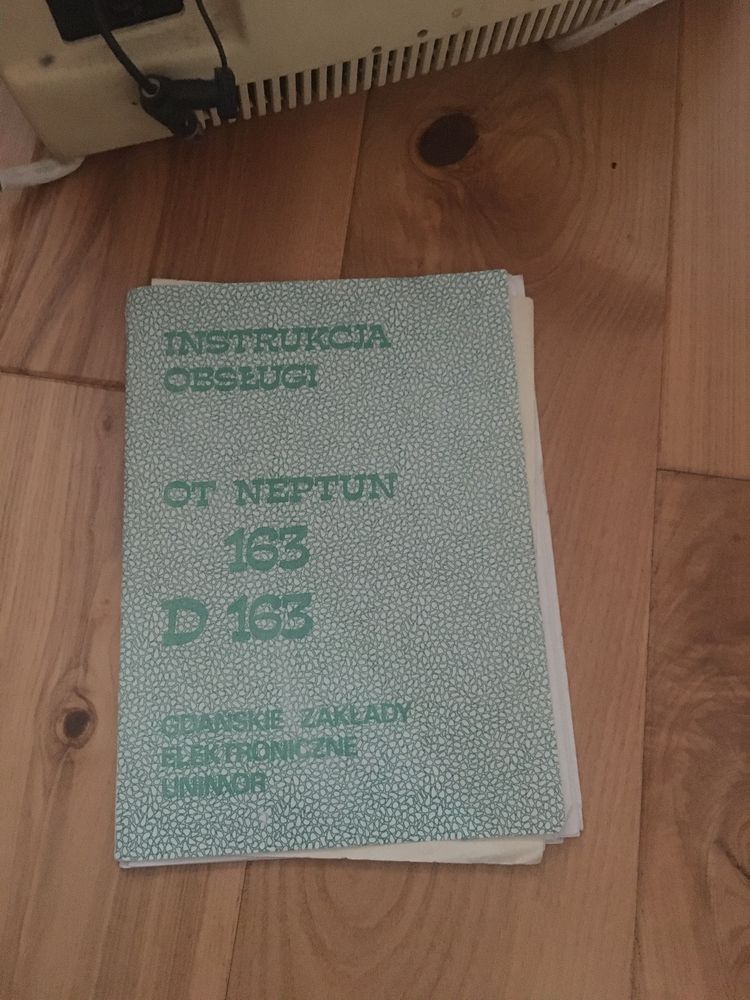 INSTRUKCJA
OBSŁUGI
OT NEPTUN
163
D 163
GDAŃSKIE ZAKŁADY
ELEKTRONICZNE
UNIMOR